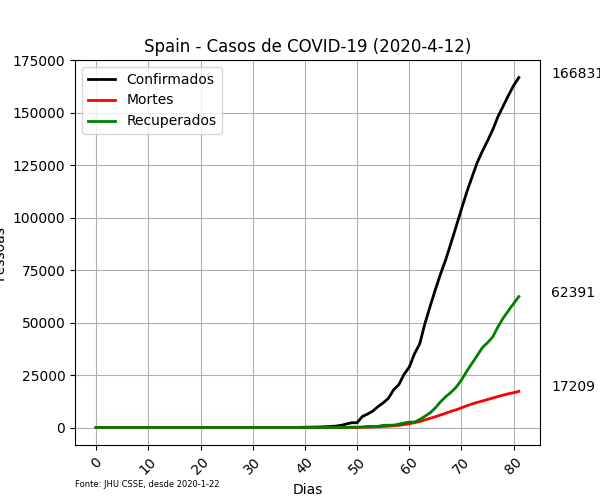 Spain - Casos de COVID-19 (2020-4-12)
Confirmados
Mortes
Recuperados
175000
150000
125000
100000
75000
50000
25000
0
166831
62391
17209
0 10 20 30 40 50 60 70 80
Dias
Fonte: JHU CSSE, desde 2020-1-22